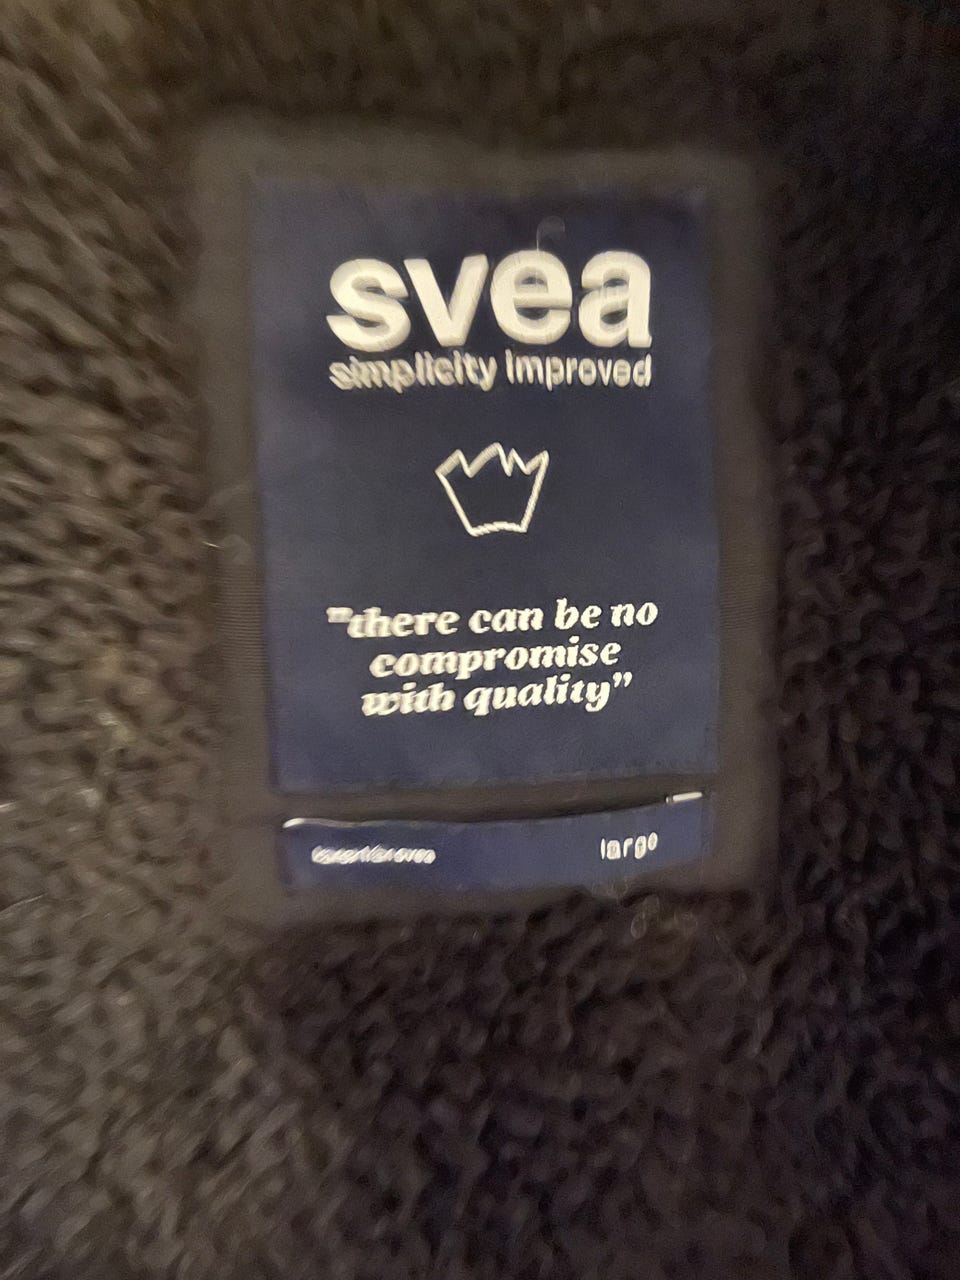 svea
simplicity improved
"there can be no
compromise
with quality”
large